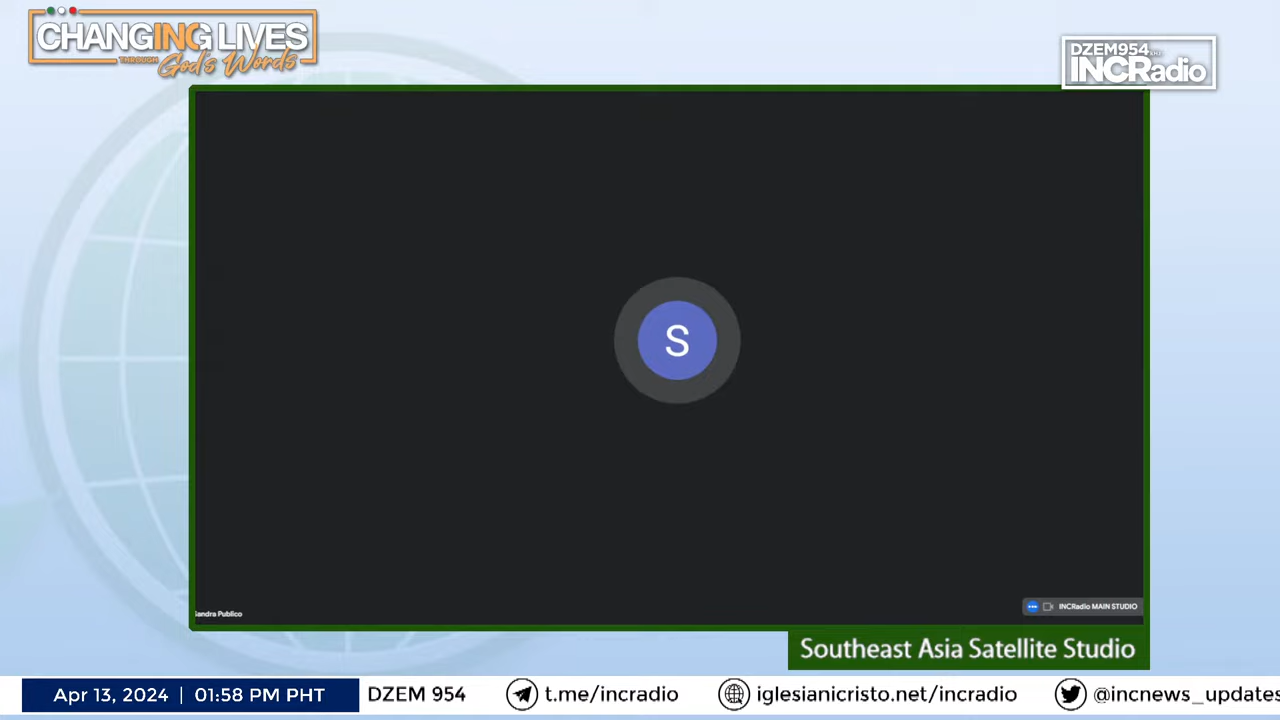 CHANGING LIVES
THROUGH God's Words
DZEM954
INCRadio
S
Sandra Publico
INCRadio MAIN STUDIO
Southeast Asia Satellite Studio
Apr 13, 2024 | 01:58 PM PHT DZEM 954 t.me/incradio iglesianicristo.net/incradio @incnews_updates